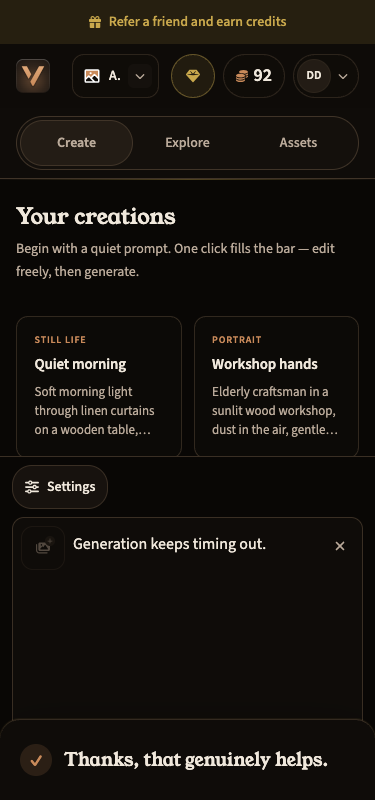 Refer a friend and earn credits
A.
92
DD
Create
Explore
Assets
Your creations
Begin with a quiet prompt. One click fills the bar — edit
freely, then generate.
STILL LIFE
Quiet morning
Soft morning light
through linen curtains
on a wooden table,...
PORTRAIT
Workshop hands
Elderly craftsman in a
sunlit wood workshop,
dust in the air, gentle...
Settings
Generation keeps timing out.
Thanks, that genuinely helps.